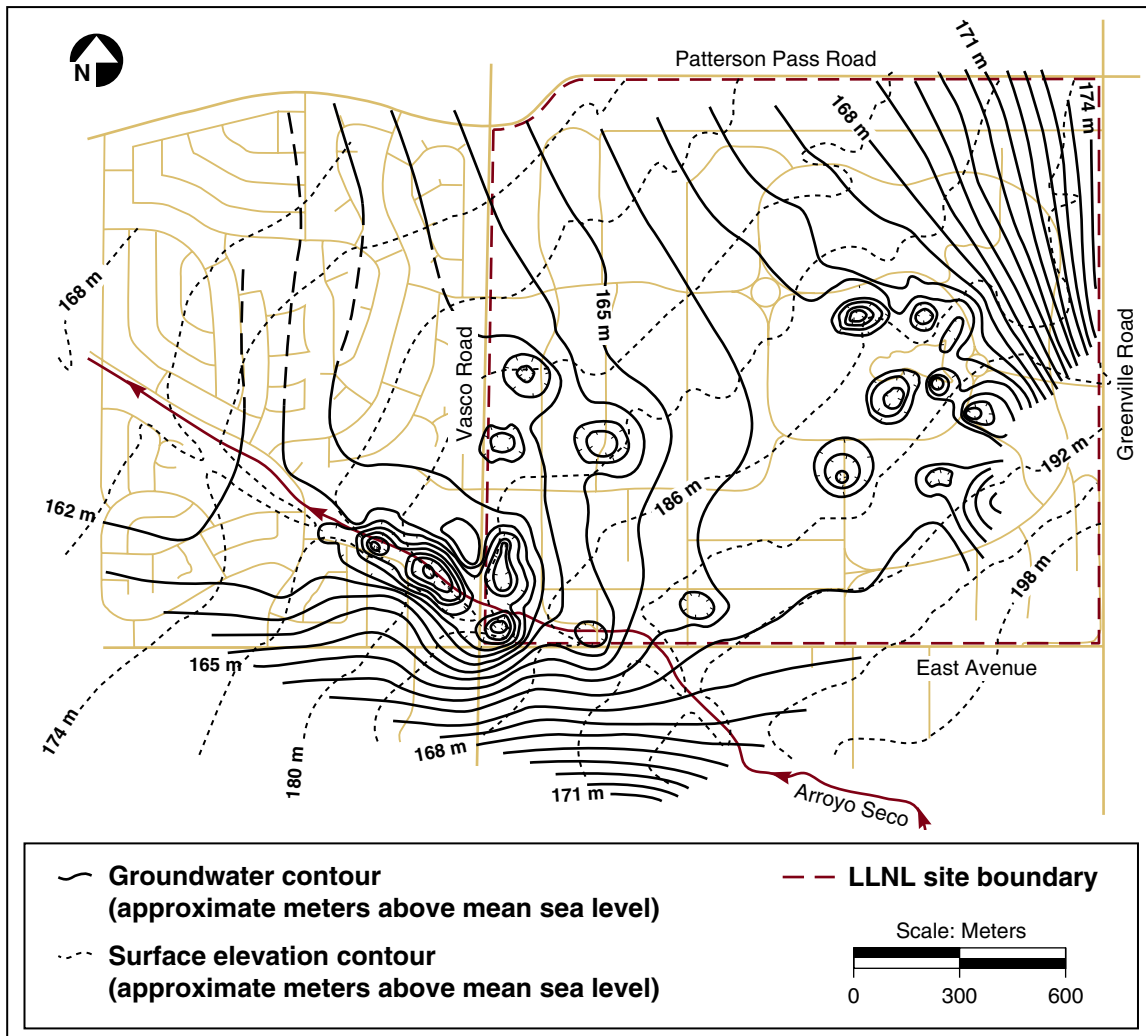 N
Patterson Pass Road
171 m
174 m
168 m
168 m
165 m
Vasco Road
Greenville Road
192 m
186 m
162 m
198 m
165 m
East Avenue
174 m
180 m
168 m
171 m
Arroyo Seco
Groundwater contour
(approximate meters above mean sea level)
Surface elevation contour
(approximate meters above mean sea level)
LLNL site boundary
Scale: Meters
0 300 600